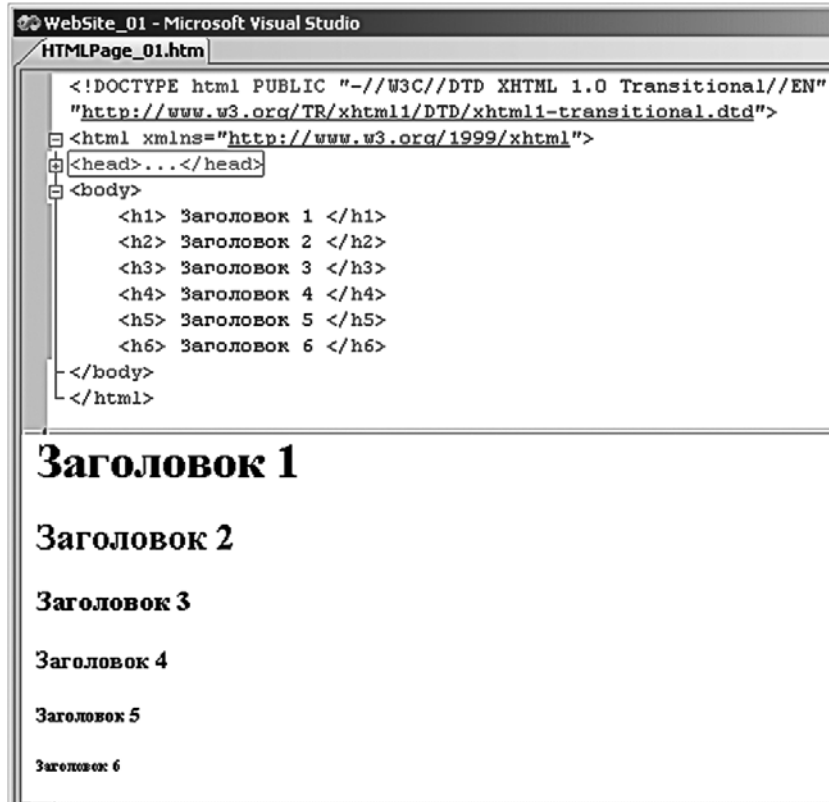 WebSite_01 - Microsoft Visual Studio
HTMLPage_01.htm
<!DOCTYPE html PUBLIC "-//W3C//DTD XHTML 1.0 Transitional//EN"
"http://www.w3.org/TR/xhtml1/DTD/xhtml1-transitional.dtd">
<html xmlns="http://www.w3.org/1999/xhtml">
<head>...</head>
<body>
<h1> Заголовок 1 </h1>
<h2> Заголовок 2 </h2>
<h3> Заголовок 3 </h3>
<h4> Заголовок 4 </h4>
<h5> Заголовок 5 </h5>
<h6> Заголовок 6 </h6>
</body>
</html>
Заголовок 1
Заголовок 2
Заголовок 3
Заголовок 4
Заголовок 5
Заголовок 6